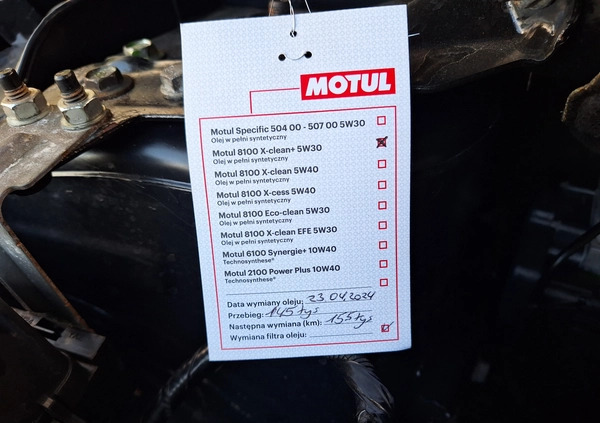 MOTUL
Motul Specific 504 00 - 507 00 5W30
Olej w pełni syntetyczny
Motul 8100 X-clean+ 5W30
Olej w pełni syntetyczny
Motul 8100 X-clean 5W40
Olej w pełni syntetyczny
Motul 8100 X-cess 5W40
Olej w pełni syntetyczny
Motul 8100 Eco-clean 5W30
Olej w pełni syntetyczny
Motul 8100 X-clean EFE 5W30
Olej w pełni syntetyczny
Motul 6100 Synergie+ 10W40
Technosynthese®
Motul 2100 Power Plus 10W40
Technosynthese®
Data wymiany oleju: 23.04.2024
Przebieg: 145 tys
Następna wymiana (km): 155 tys
Wymiana filtra oleju: